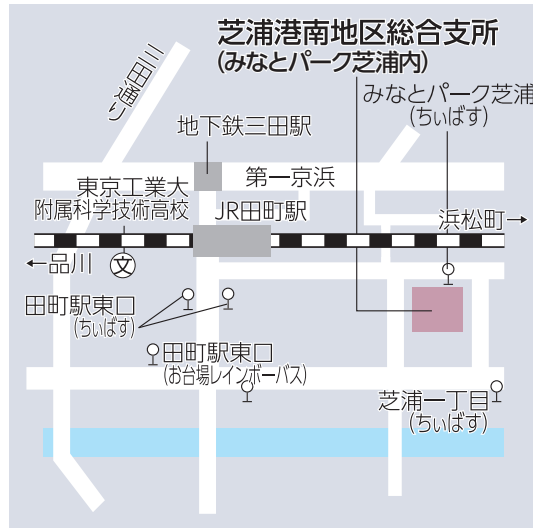 芝浦港南地区総合支所
(みなとパーク芝浦内)
三田通り
みなとパーク芝浦
(ちぃばす)
地下鉄三田駅
第一京浜
東京工業大
附属科学技術高校
JR田町駅
浜松町→
←品川
文
田町駅東口
(ちぃばす)
田町駅東口
(お台場レインボーバス)
芝浦一丁目
(ちぃばす)